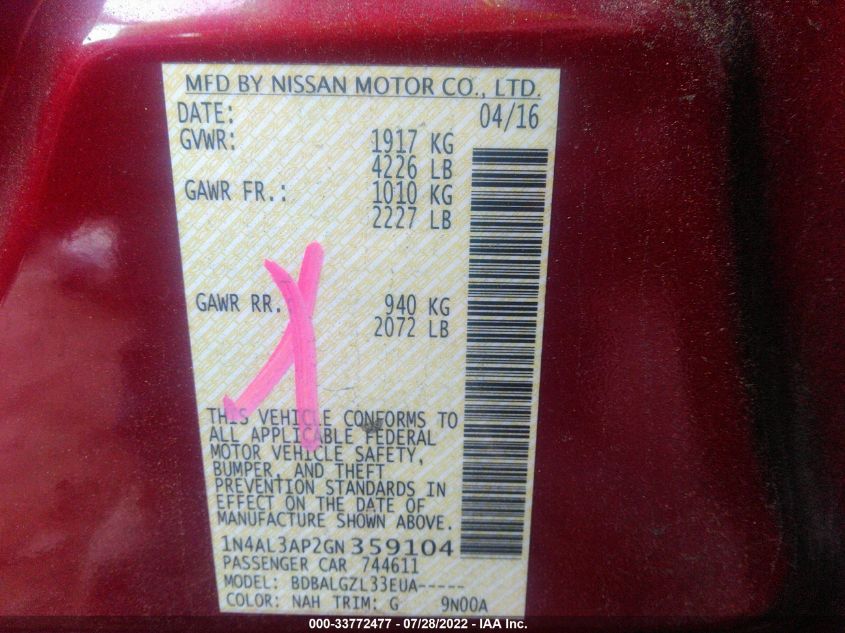 MFD BY NISSAN MOTOR CO., LTD.
DATE: 04/16
GVWR: 1917 KG
4226 LB
GAWR FR.: 1010 KG
2227 LB
GAWR RR. 940 KG
2072 LB
THIS VEHICLE CONFORMS TO
ALL APPLICABLE FEDERAL
MOTOR VEHICLE SAFETY,
BUMPER, AND THEFT
PREVENTION STANDARDS IN
EFFECT ON THE DATE OF
MANUFACTURE SHOWN ABOVE.
1N4AL3AP2GN359104
PASSENGER CAR 744611
MODEL: BDBALGZL33EUA-----
COLOR: NAH TRIM: G 9N00A
000-33772477 - 07/28/2022 - IAA Inc.